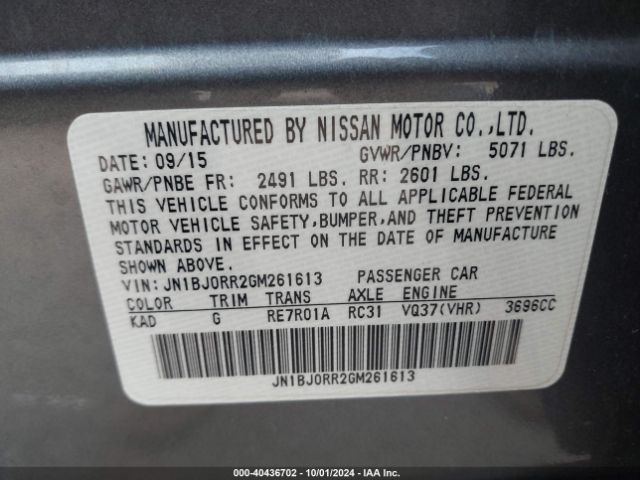 MANUFACTURED BY NISSAN MOTOR CO.,LTD.
DATE: 09/15 GVWR/PNBV: 5071 LBS.
GAWR/PNBE FR: 2491 LBS. RR: 2601 LBS.
THIS VEHICLE CONFORMS TO ALL APPLICABLE FEDERAL
MOTOR VEHICLE SAFETY,BUMPER,AND THEFT PREVENTION
STANDARDS IN EFFECT ON THE DATE OF MANUFACTURE
SHOWN ABOVE.
VIN: JN1BJ0RR2GM261613 PASSENGER CAR
COLOR TRIM TRANS AXLE ENGINE
KAD G RE7R01A RC31 VQ37(VHR) 3696CC
JN1BJ0RR2GM261613
000-40436702 - 10/01/2024 - IAA Inc.